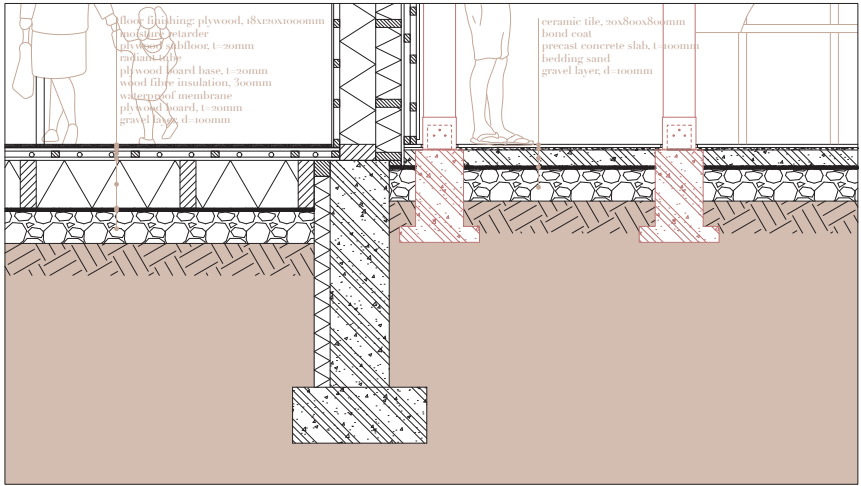 floor finishing: plywood, 18x120x1000mm
moisture retarder
plywood subfloor, t=20mm
radiant tube
plywood board base, t=20mm
wood fibre insulation, 300mm
waterproof membrane
plywood board, t=20mm
gravel layer, d=100mm
ceramic tile, 20x800x800mm
bond coat
precast concrete slab, t=100mm
bedding sand
gravel layer, d=100mm